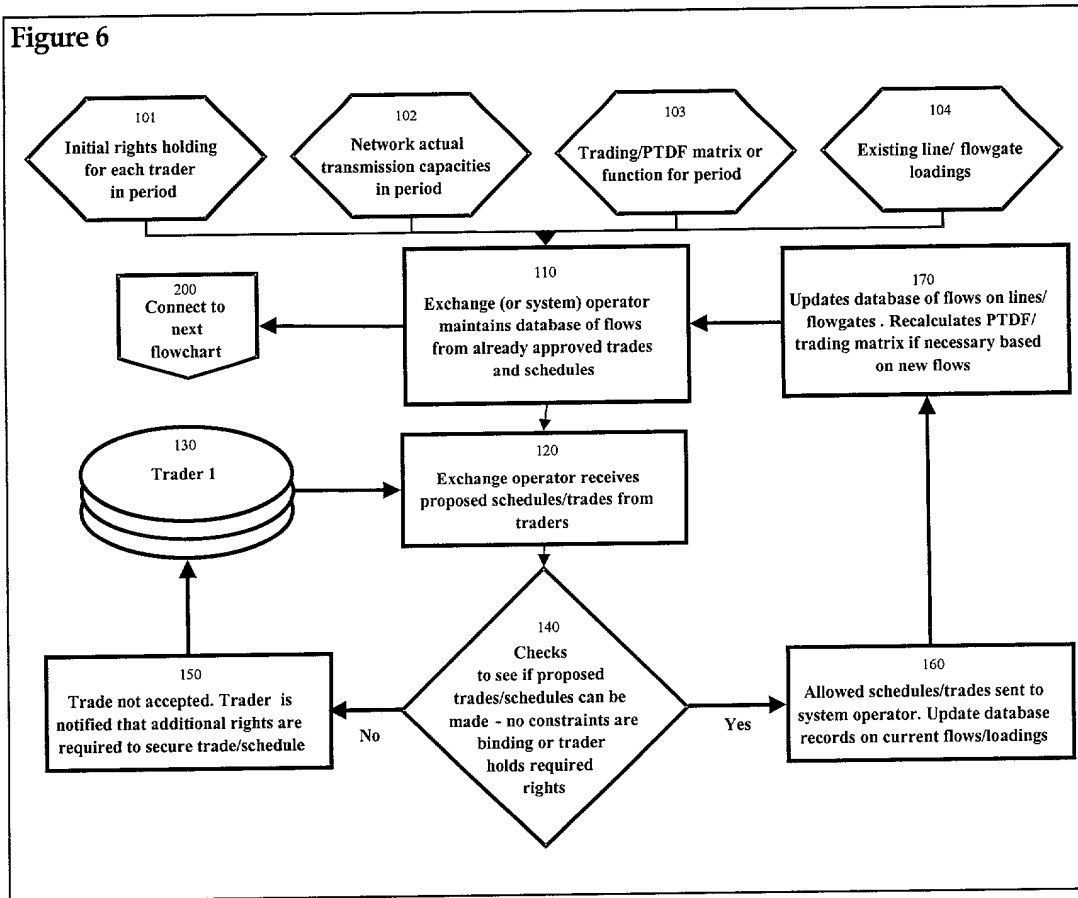 Figure 6
101
Initial rights holding
for each trader
in period
102
Network actual
transmission capacities
in period
103
Trading/PTDF matrix or
function for period
104
Existing line/ flowgate
loadings
200
Connect to
next
flowchart
110
Exchange (or system) operator
maintains database of flows
from already approved trades
and schedules
170
Updates database of flows on lines/
flowgates . Recalculates PTDF/
trading matrix if necessary based
on new flows
130
Trader 1
120
Exchange operator receives
proposed schedules/trades from
traders
140
Checks
to see if proposed
trades/schedules can be
made - no constraints are
binding or trader
holds required
rights
150
Trade not accepted. Trader is
notified that additional rights are
required to secure trade/schedule
No
Yes
160
Allowed schedules/trades sent to
system operator. Update database
records on current flows/loadings